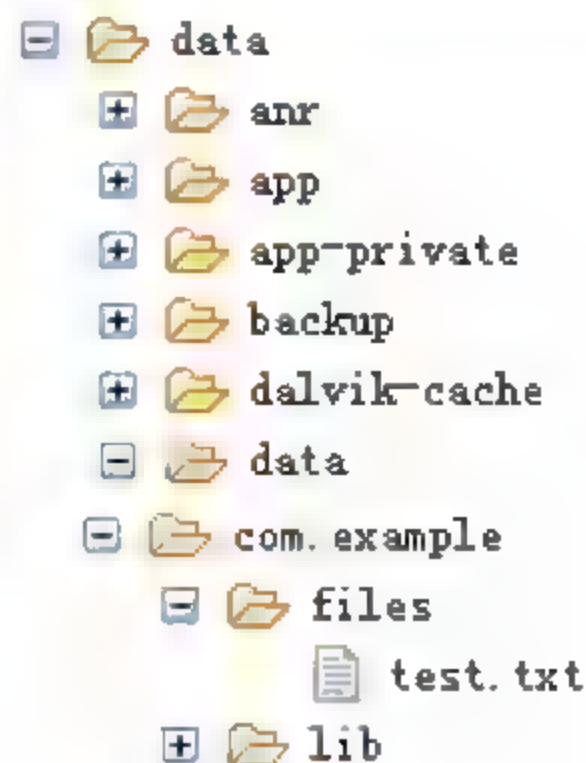 data
anr
app
app-private
backup
dalvik-cache
data
com.example
files
test.txt
lib